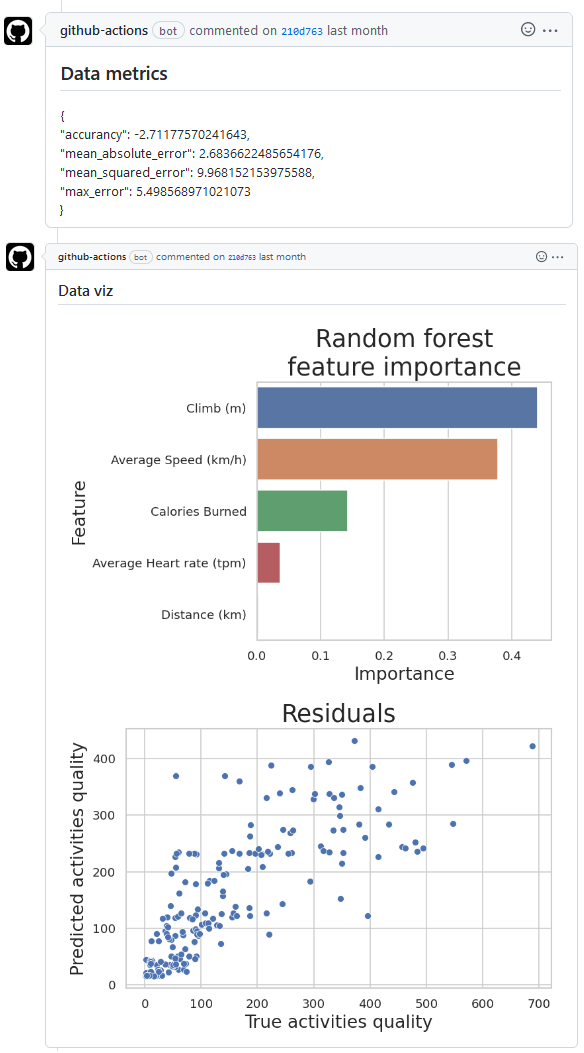 github-actions bot commented on 210d763 last month
Data metrics
{
"accurancy": -2.71177570241643,
"mean_absolute_error": 2.6836622485654176,
"mean_squared_error": 9.968152153975588,
"max_error": 5.498568971021073
}
github-actions bot commented on 210d763 last month
Data viz
Random forest
feature importance
Climb (m)
Average Speed (km/h)
Calories Burned
Average Heart rate (tpm)
Distance (km)
Feature
0.0 0.1 0.2 0.3 0.4
Importance
Residuals
Predicted activities quality
400
300
200
100
0
0 100 200 300 400 500 600 700
True activities quality